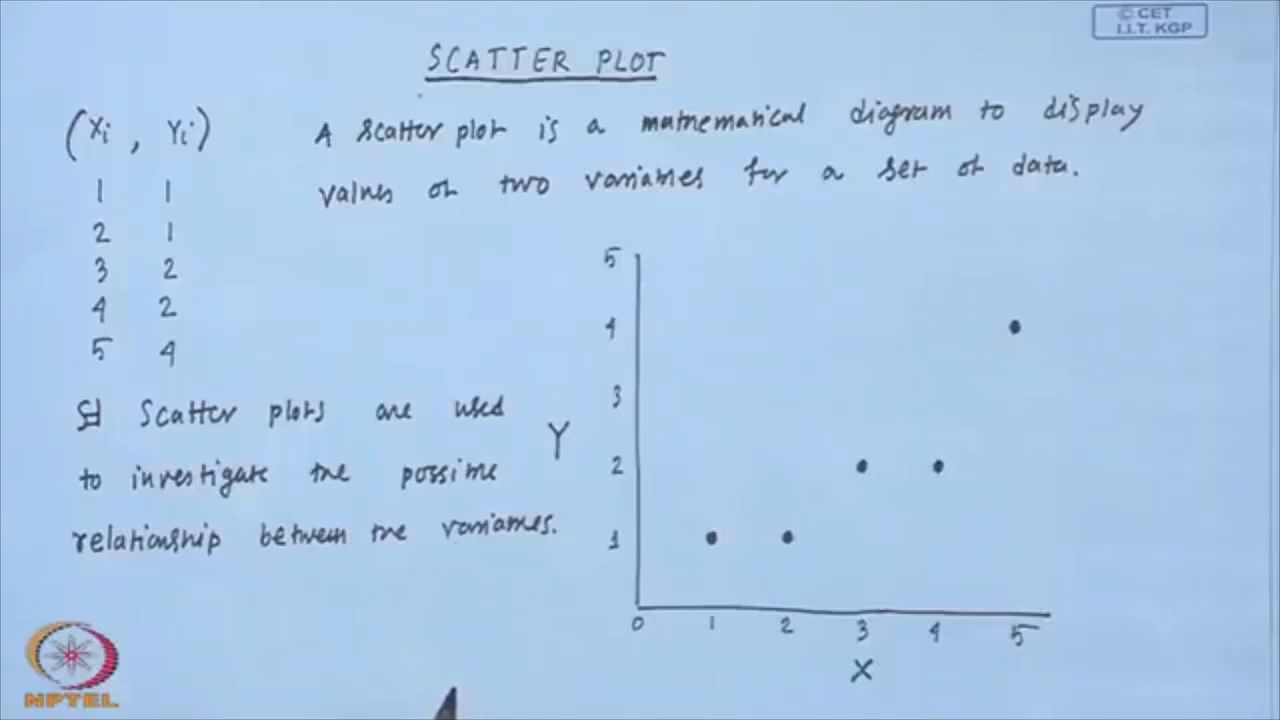 © CET
I.I.T. KGP
SCATTER PLOT
(Xi , Yi)
1 1
2 1
3 2
4 2
5 4
A scatter plot is a mathematical diagram to display
values of two variables for a set of data.
Scatter plots are used
to investigate the possible
relationship between the variables.
5
4
3
2
1
Y
0 1 2 3 4 5
X
NPTEL